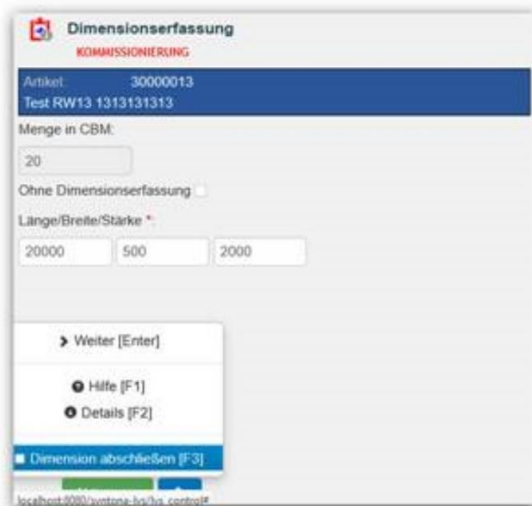 Dimensionserfassung
KOMMISSIONIERUNG
Artikel: 30000013
Test RW13 1313131313
Menge in CBM:
20
Ohne Dimensionserfassung
Länge/Breite/Stärke *:
20000 500 2000
Weiter [Enter]
Hilfe [F1]
Details [F2]
Dimension abschließen [F3]
localhost:8080/syntona-lvs/lvs_control#